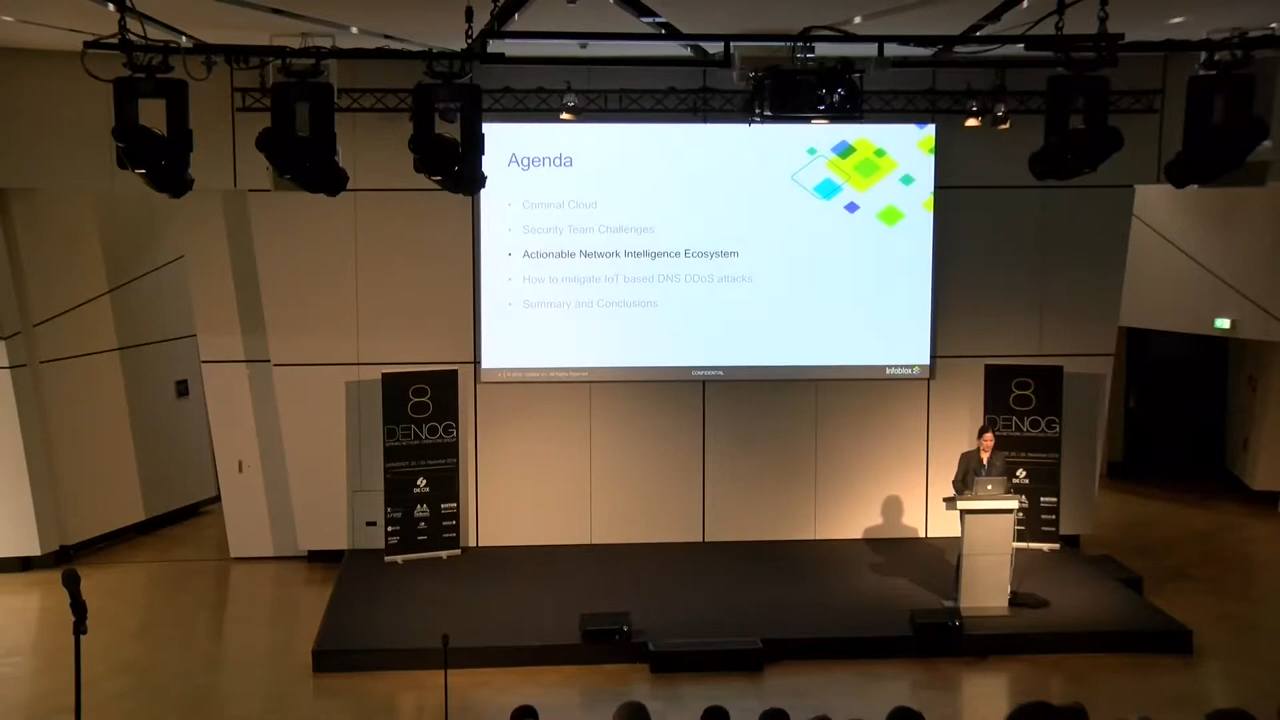 Agenda
• Criminal Cloud
• Security Team Challenges
• Actionable Network Intelligence Ecosystem
• How to mitigate IoT based DNS DDoS attacks
• Summary and Conclusions
CONFIDENTIAL
Infoblox
8
DENOG
DE CIX
8
DENOG
DE CIX